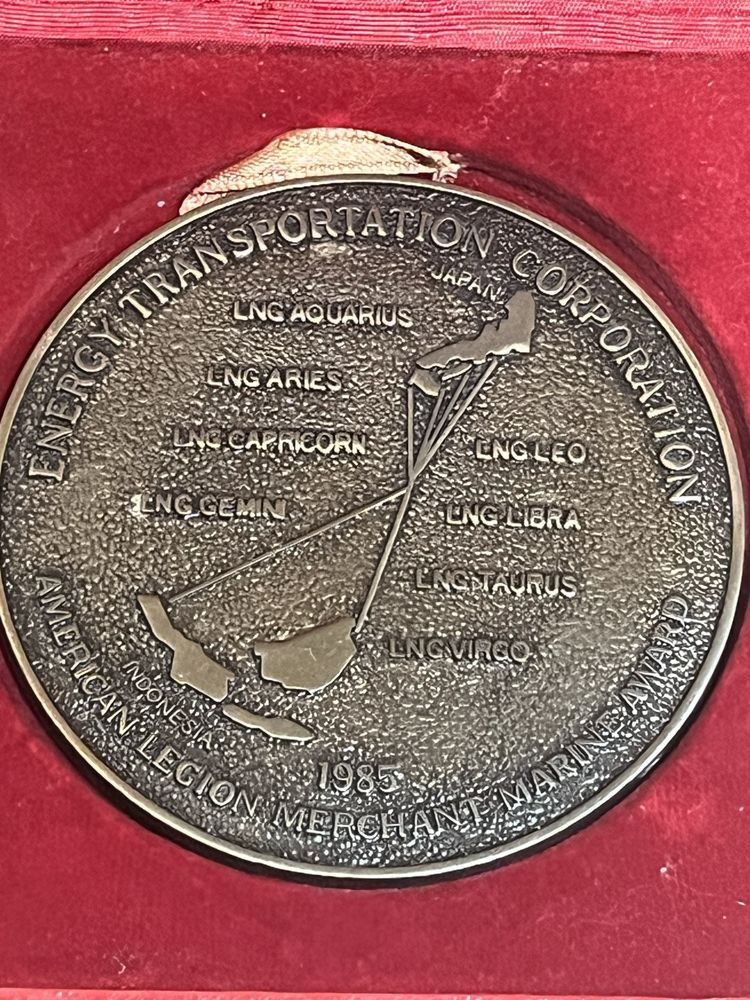 ENERGY TRANSPORTATION CORPORATION
JAPAN
LNG AQUARIUS
LNG ARIES
LNG CAPRICORN
LNG GEMINI
LNG LEO
LNG LIBRA
LNG TAURUS
LNG VIRGO
INDONESIA
1985
AMERICAN LEGION MERCHANT MARINE AWARD